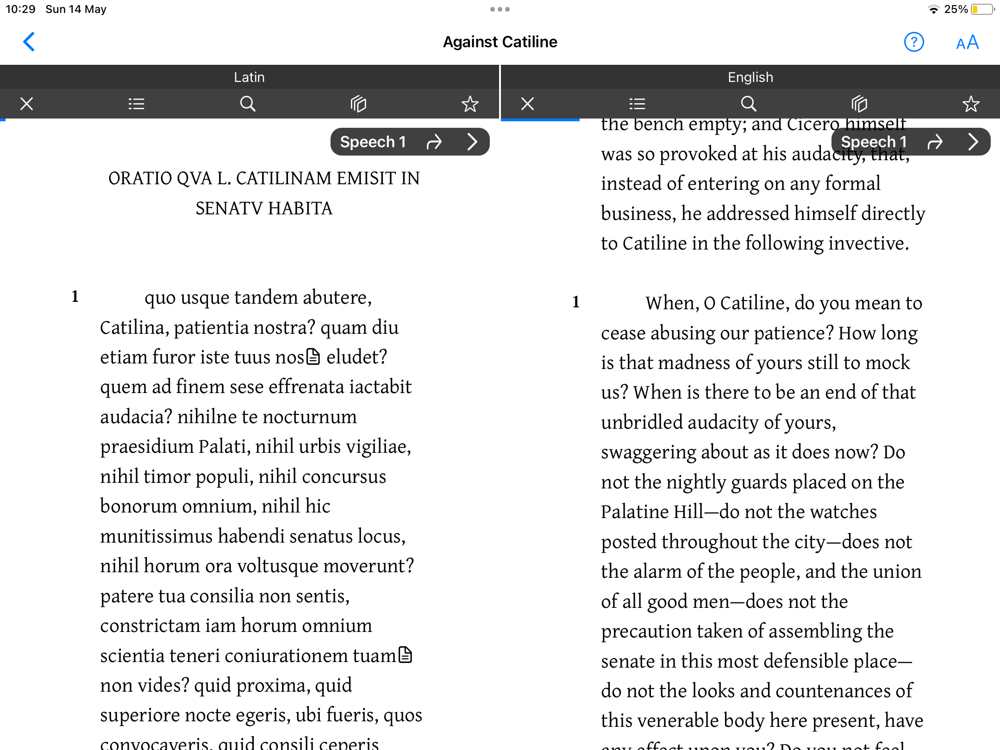 10:29 Sun 14 May
25%
Against Catiline
?
AA
Latin
Speech 1
ORATIO QVA L. CATILINAM EMISIT IN
SENATV HABITA
1 quo usque tandem abutere,
Catilina, patientia nostra? quam diu
etiam furor iste tuus nos eludet?
quem ad finem sese effrenata iactabit
audacia? nihilne te nocturnum
praesidium Palati, nihil urbis vigiliae,
nihil timor populi, nihil concursus
bonorum omnium, nihil hic
munitissimus habendi senatus locus,
nihil horum ora voltusque moverunt?
patere tua consilia non sentis,
constrictam iam horum omnium
scientia teneri coniurationem tuam
non vides? quid proxima, quid
superiore nocte egeris, ubi fueris, quos
convocaveris, quid consili ceperis
English
the bench empty; and Cicero himself
Speech 1
was so provoked at his audacity, that,
instead of entering on any formal
business, he addressed himself directly
to Catiline in the following invective.
1 When, O Catiline, do you mean to
cease abusing our patience? How long
is that madness of yours still to mock
us? When is there to be an end of that
unbridled audacity of yours,
swaggering about as it does now? Do
not the nightly guards placed on the
Palatine Hill—do not the watches
posted throughout the city—does not
the alarm of the people, and the union
of all good men—does not the
precaution taken of assembling the
senate in this most defensible place—
do not the looks and countenances of
this venerable body here present, have
any effect upon you? Do you not feel